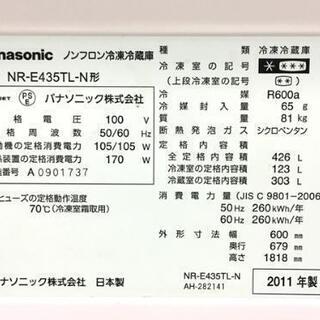 nasonic ノンフロン冷凍冷蔵庫
NR-E435TL-N形
PS E パナソニック株式会社
格 電 圧 100 V
格 周 波 数 50/60 Hz
機の定格消費電力 105/105 W
装置の定格消費電力 170 W
番号 A 0901737
ヒューズの定格動作温度
70℃(冷凍室霜取用)
ナソニック株式会社 日本製
種 類 冷凍冷蔵庫
冷凍室の記号
(上段冷凍室の記号)
冷 媒 R600a
冷 媒 封 入 量 65 g
質 量 81 kg
断熱発泡ガス シクロペンタン
全定格内容積 426 L
冷凍室の定格内容積 123 L
冷蔵室の定格内容積 303 L
消 費 電 力 量 (JIS C 9801-2006
50 Hz 260 kWh/年
60 Hz 260 kWh/年
外 形 寸 法 幅 600 mm
奥行 679 mm
高さ 1818 mm
NR-E435TL-N
AH-282141
2011 年製